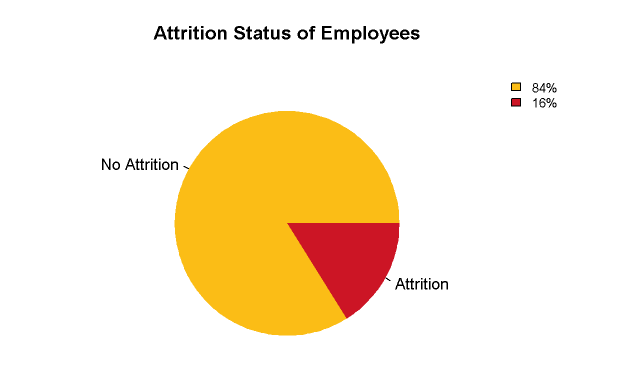 Attrition Status of Employees
84%
16%
No Attrition
Attrition